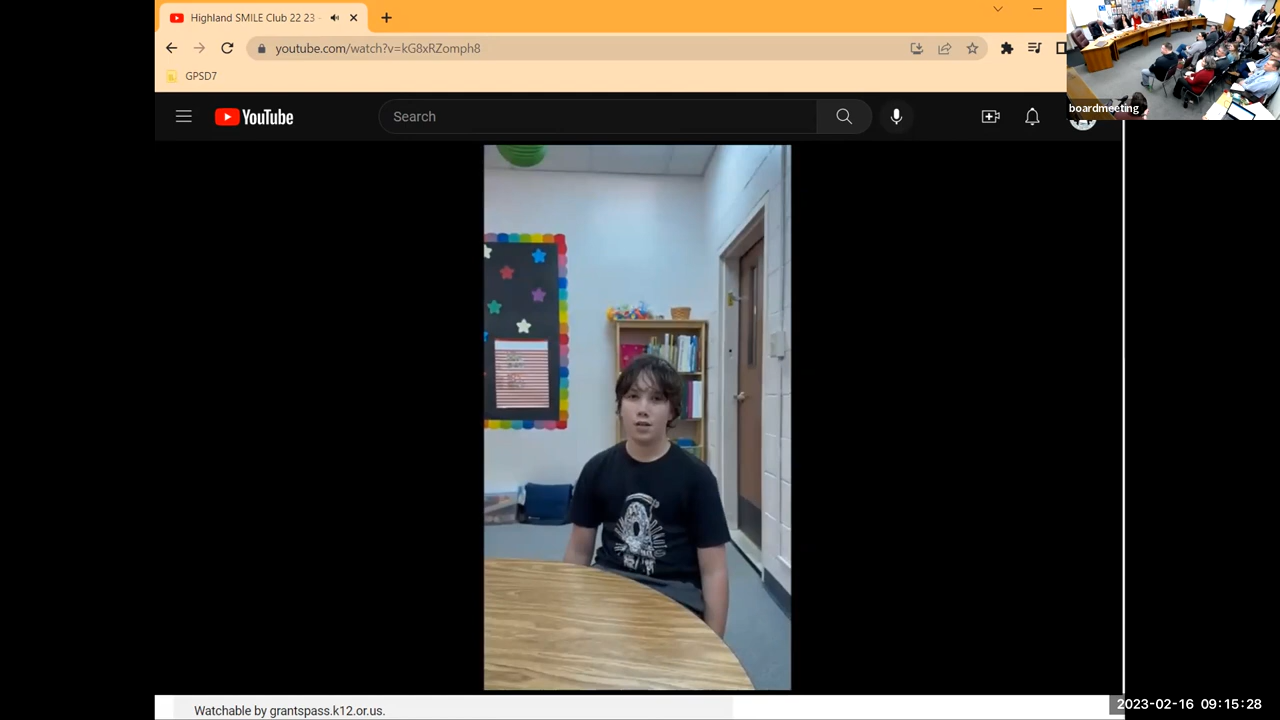 Highland SMILE Club 22 23 -
youtube.com/watch?v=kG8xRZomph8
GPSD7
boardmeeting
YouTube
Search
Watchable by grantspass.k12.or.us.
2023-02-16 09:15:28